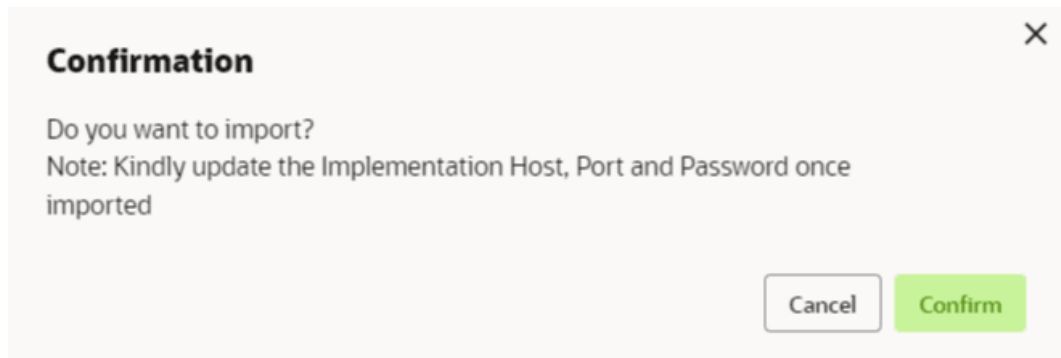 Confirmation
Do you want to import?
Note: Kindly update the Implementation Host, Port and Password once
imported
Cancel
Confirm